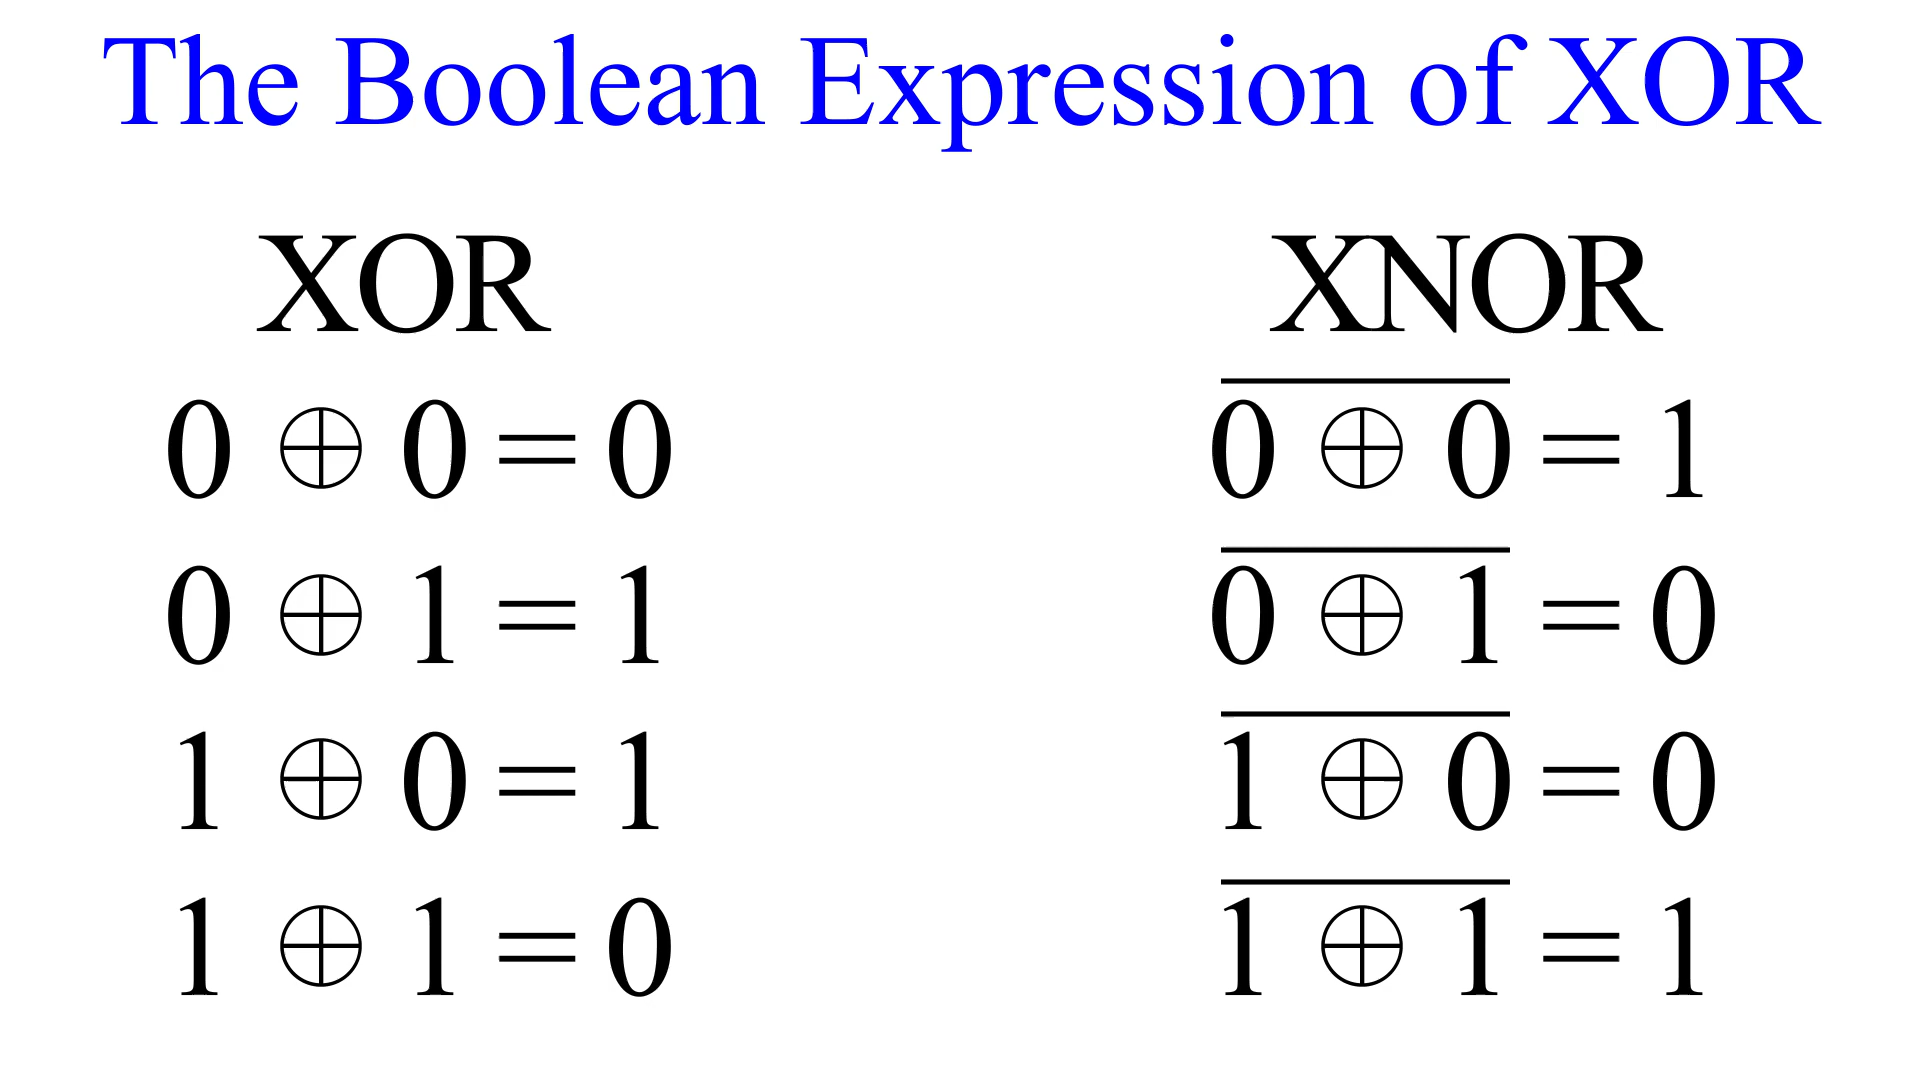 The Boolean Expression of XOR
XOR
0 ⊕ 0 = 0
0 ⊕ 1 = 1
1 ⊕ 0 = 1
1 ⊕ 1 = 0
XNOR
0̅ ̅⊕̅ ̅0̅ = 1
0̅ ̅⊕̅ ̅1̅ = 0
1̅ ̅⊕̅ ̅0̅ = 0
1̅ ̅⊕̅ ̅1̅ = 1